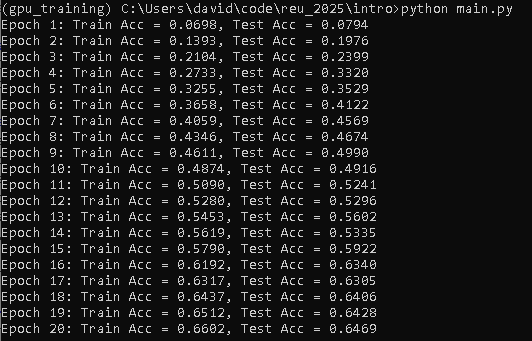 (gpu_training) C:\Users\david\code\reu_2025\intro>python main.py
Epoch 1: Train Acc = 0.0698, Test Acc = 0.0794
Epoch 2: Train Acc = 0.1393, Test Acc = 0.1976
Epoch 3: Train Acc = 0.2104, Test Acc = 0.2399
Epoch 4: Train Acc = 0.2733, Test Acc = 0.3320
Epoch 5: Train Acc = 0.3255, Test Acc = 0.3529
Epoch 6: Train Acc = 0.3658, Test Acc = 0.4122
Epoch 7: Train Acc = 0.4059, Test Acc = 0.4569
Epoch 8: Train Acc = 0.4346, Test Acc = 0.4674
Epoch 9: Train Acc = 0.4611, Test Acc = 0.4990
Epoch 10: Train Acc = 0.4874, Test Acc = 0.4916
Epoch 11: Train Acc = 0.5090, Test Acc = 0.5241
Epoch 12: Train Acc = 0.5280, Test Acc = 0.5296
Epoch 13: Train Acc = 0.5453, Test Acc = 0.5602
Epoch 14: Train Acc = 0.5619, Test Acc = 0.5335
Epoch 15: Train Acc = 0.5790, Test Acc = 0.5922
Epoch 16: Train Acc = 0.6192, Test Acc = 0.6340
Epoch 17: Train Acc = 0.6317, Test Acc = 0.6305
Epoch 18: Train Acc = 0.6437, Test Acc = 0.6406
Epoch 19: Train Acc = 0.6512, Test Acc = 0.6428
Epoch 20: Train Acc = 0.6602, Test Acc = 0.6469